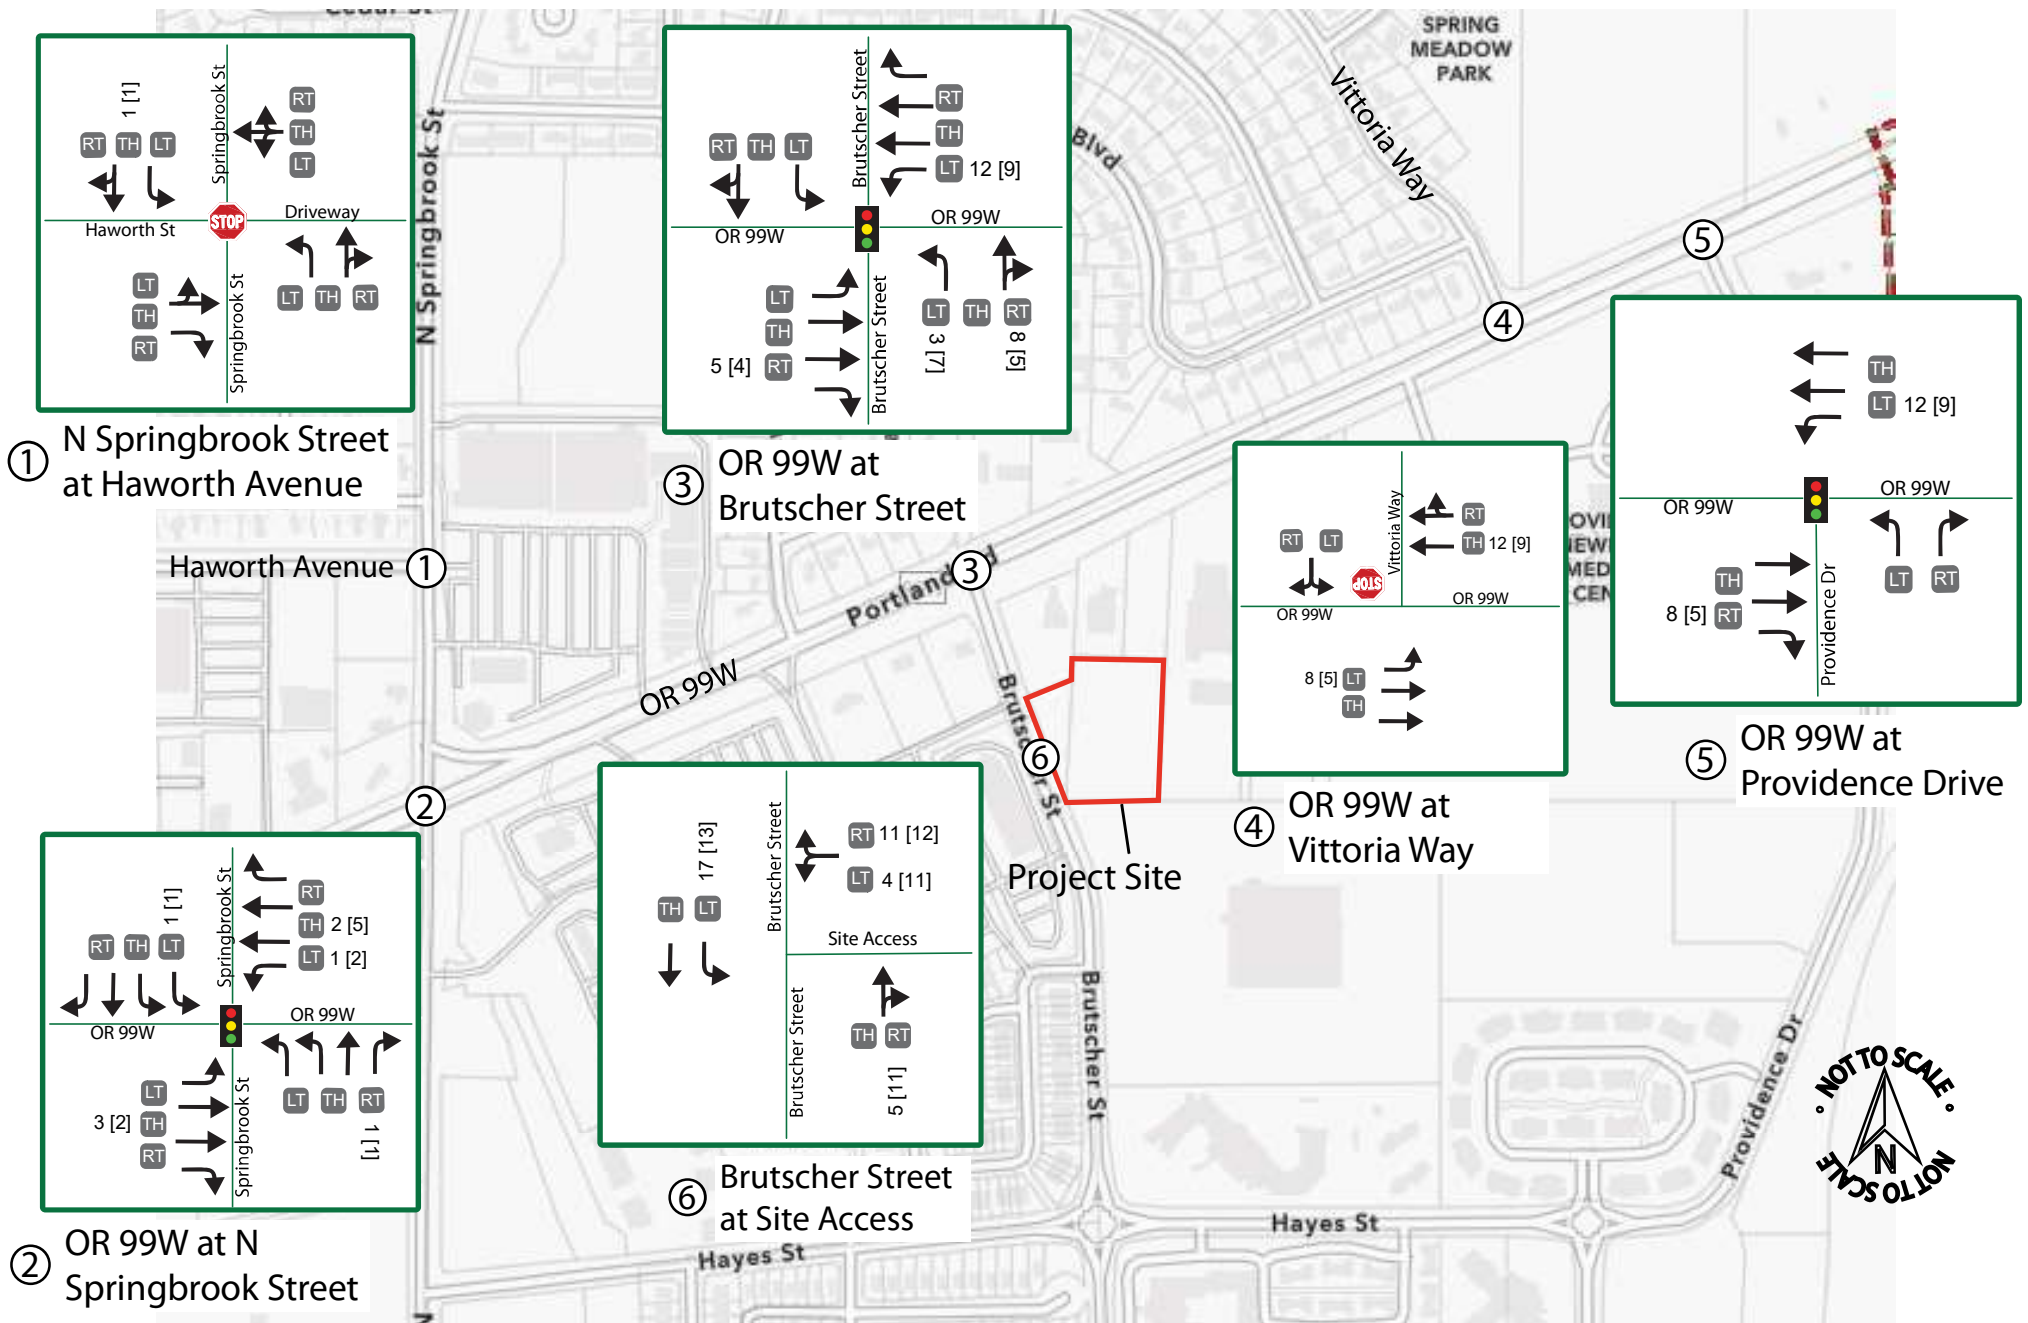 Cedar St
SPRING
MEADOW
PARK
Vittoria Way
Blvd
N Springbrook St
1 [1]
RT TH LT
Springbrook St
RT
TH
LT
Haworth St
STOP
Driveway
LT
TH
RT
Springbrook St
LT TH RT
1 N Springbrook Street
at Haworth Avenue
Brutscher Street
RT TH LT
RT
TH
LT 12 [9]
OR 99W
OR 99W
LT
TH
5 [4] RT
Brutscher Street
LT TH RT
3 [7]
8 [5]
3 OR 99W at
Brutscher Street
5
4
Haworth Avenue 1
3
Portland Rd
OR 99W
2
Brutscher St
6
Project Site
RT LT
STOP
Vittoria Way
RT
TH 12 [9]
OR 99W
OR 99W
8 [5] LT
TH
4 OR 99W at
Vittoria Way
TH
LT 12 [9]
OR 99W
OR 99W
TH
8 [5] RT
Providence Dr
LT RT
5 OR 99W at
Providence Drive
1 [1]
RT TH LT
Springbrook St
RT
TH 2 [5]
LT 1 [2]
OR 99W
OR 99W
LT
3 [2] TH
RT
Springbrook St
LT TH RT
1 [1]
2 OR 99W at N
Springbrook Street
17 [13]
TH LT
Brutscher Street
RT 11 [12]
LT 4 [11]
Site Access
Brutscher Street
TH RT
5 [11]
6 Brutscher Street
at Site Access
Brutscher St
Providence Dr
Hayes St
Hayes St
N
NOT TO SCALE
N
NOT TO SCALE